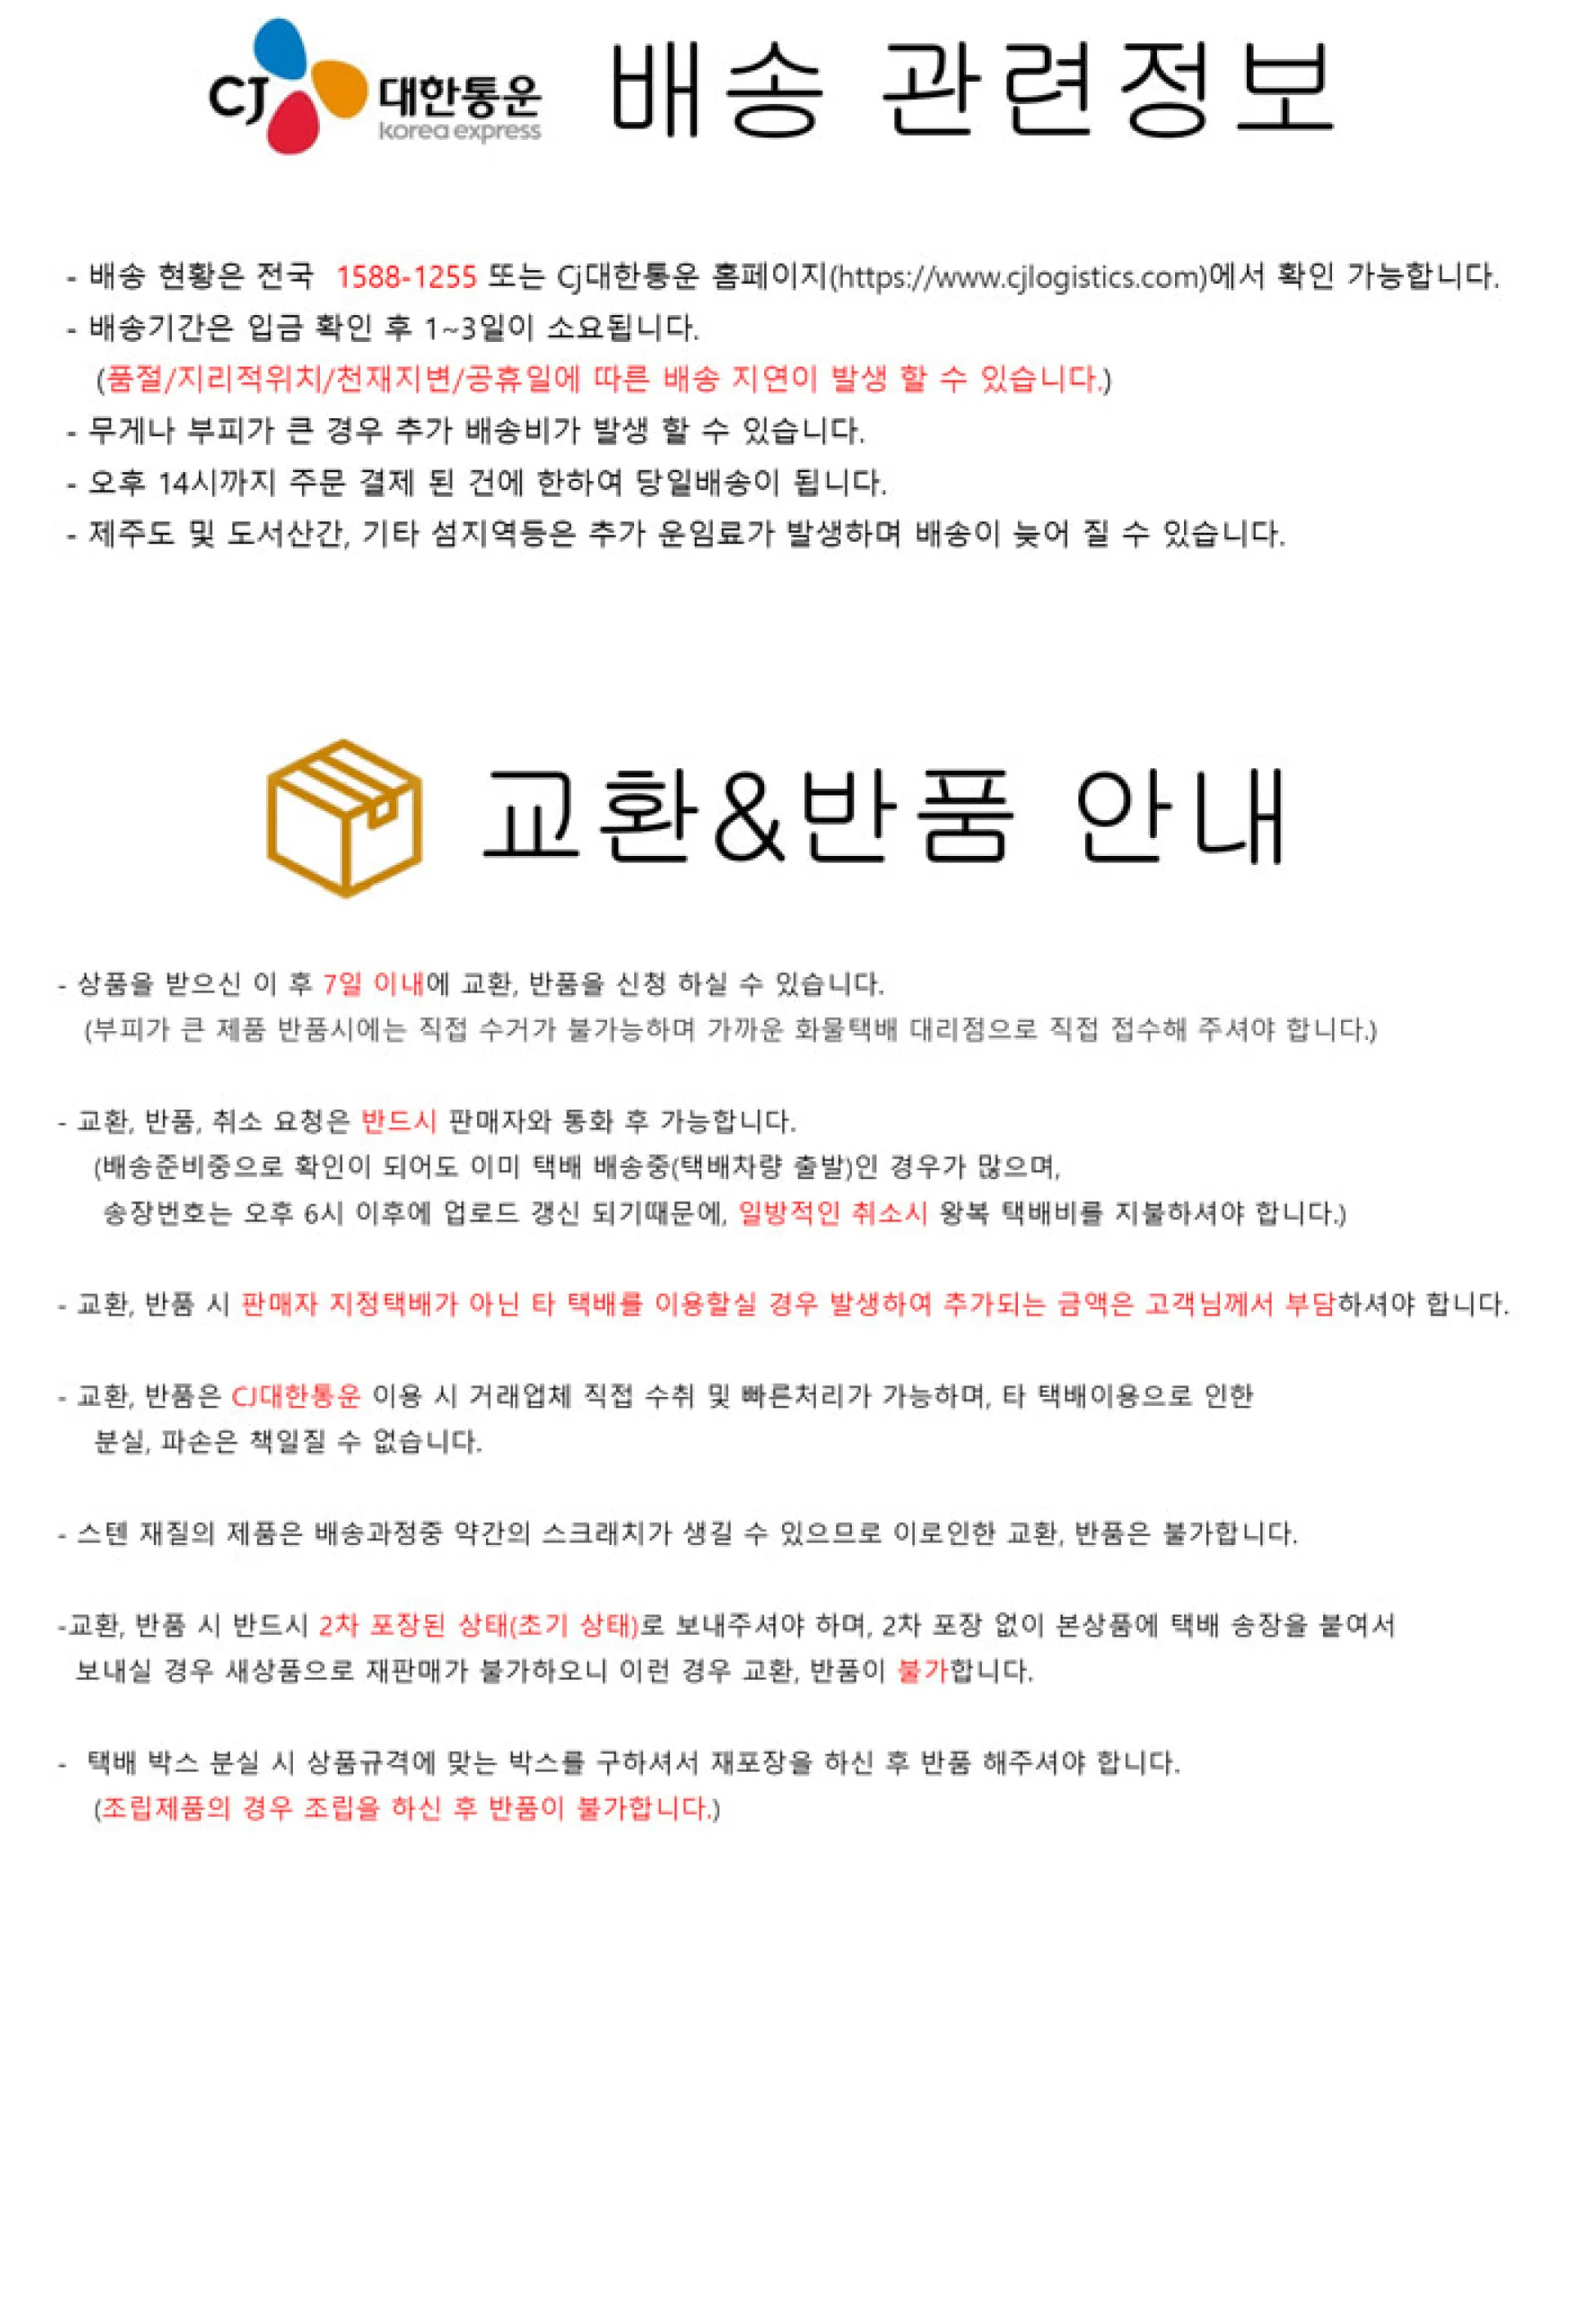 CJ 대한통운 korea express 배송 관련정보
- 배송 현황은 전국 1588-1255 또는 Cj대한통운 홈페이지(https://www.cjlogistics.com)에서 확인 가능합니다.
- 배송기간은 입금 확인 후 1~3일이 소요됩니다.
(품절/지리적위치/천재지변/공휴일에 따른 배송 지연이 발생 할 수 있습니다.)
- 무게나 부피가 큰 경우 추가 배송비가 발생 할 수 있습니다.
- 오후 14시까지 주문 결제 된 건에 한하여 당일배송이 됩니다.
- 제주도 및 도서산간, 기타 섬지역등은 추가 운임료가 발생하며 배송이 늦어 질 수 있습니다.
교환&반품 안내
- 상품을 받으신 이 후 7일 이내에 교환, 반품을 신청 하실 수 있습니다.
(부피가 큰 제품 반품시에는 직접 수거가 불가능하며 가까운 화물택배 대리점으로 직접 접수해 주셔야 합니다.)
- 교환, 반품, 취소 요청은 반드시 판매자와 통화 후 가능합니다.
(배송준비중으로 확인이 되어도 이미 택배 배송중(택배차량 출발)인 경우가 많으며,
송장번호는 오후 6시 이후에 업로드 갱신 되기때문에, 일방적인 취소시 왕복 택배비를 지불하셔야 합니다.)
- 교환, 반품 시 판매자 지정택배가 아닌 타 택배를 이용할실 경우 발생하여 추가되는 금액은 고객님께서 부담하셔야 합니다.
- 교환, 반품은 CJ대한통운 이용 시 거래업체 직접 수취 및 빠른처리가 가능하며, 타 택배이용으로 인한
분실, 파손은 책일질 수 없습니다.
- 스텐 재질의 제품은 배송과정중 약간의 스크래치가 생길 수 있으므로 이로인한 교환, 반품은 불가합니다.
-교환, 반품 시 반드시 2차 포장된 상태(초기 상태)로 보내주셔야 하며, 2차 포장 없이 본상품에 택배 송장을 붙여서
보내실 경우 새상품으로 재판매가 불가하오니 이런 경우 교환, 반품이 불가합니다.
- 택배 박스 분실 시 상품규격에 맞는 박스를 구하셔서 재포장을 하신 후 반품 해주셔야 합니다.
(조립제품의 경우 조립을 하신 후 반품이 불가합니다.)